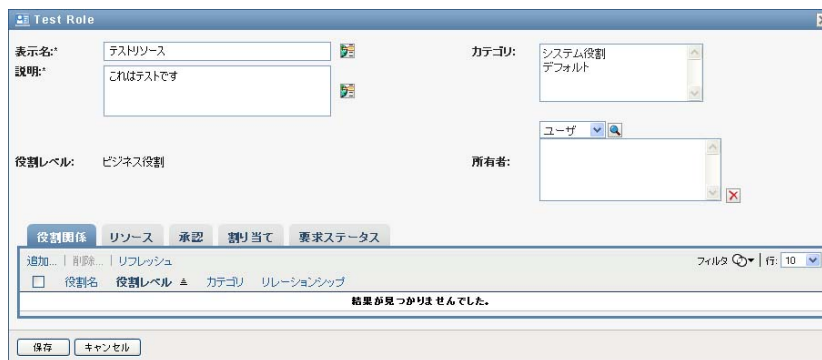 Test Role
表示名:*
テストリソース
カテゴリ:
システム役割
デフォルト
説明:*
これはテストです
ユーザ
役割レベル:
ビジネス役割
所有者:
役割関係 リソース 承認 割り当て 要求ステータス
追加... | 削除... | リフレッシュ
フィルタ | 行: 10
役割名 役割レベル カテゴリ リレーションシップ
結果が見つかりませんでした。
保存 キャンセル